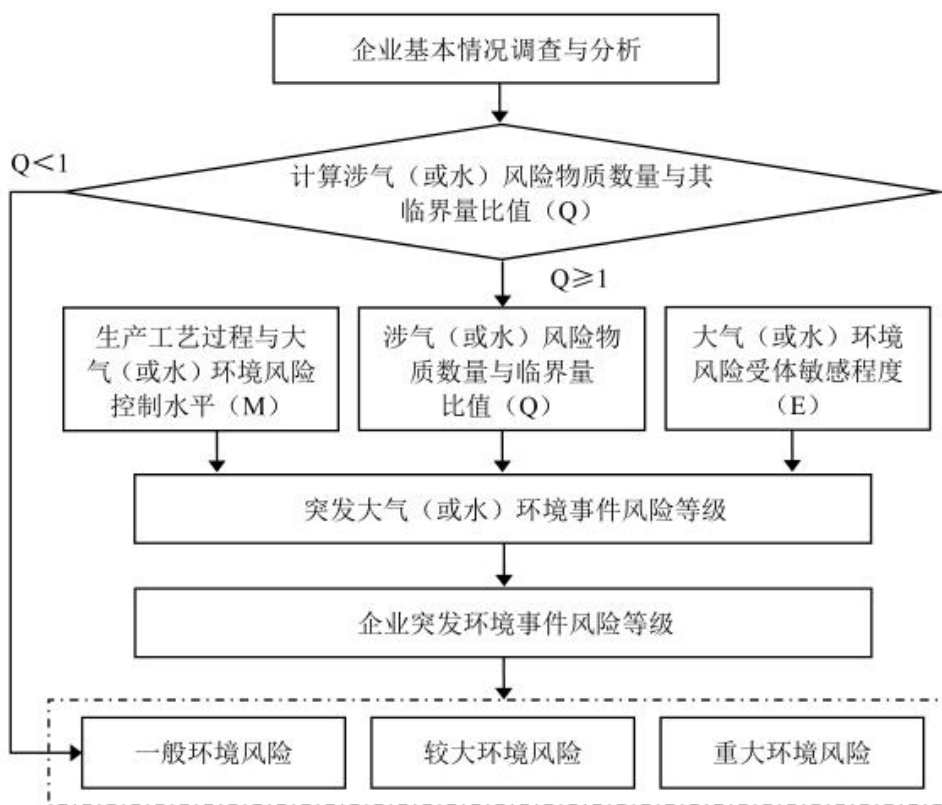 企业基本情况调查与分析
Q＜1
计算涉气（或水）风险物质数量与其
临界量比值（Q）
Q≥1
生产工艺过程与大
气（或水）环境风险
控制水平（M）
涉气（或水）风险物
质数量与临界量
比值（Q）
大气（或水）环境
风险受体敏感程度
（E）
突发大气（或水）环境事件风险等级
企业突发环境事件风险等级
一般环境风险
较大环境风险
重大环境风险